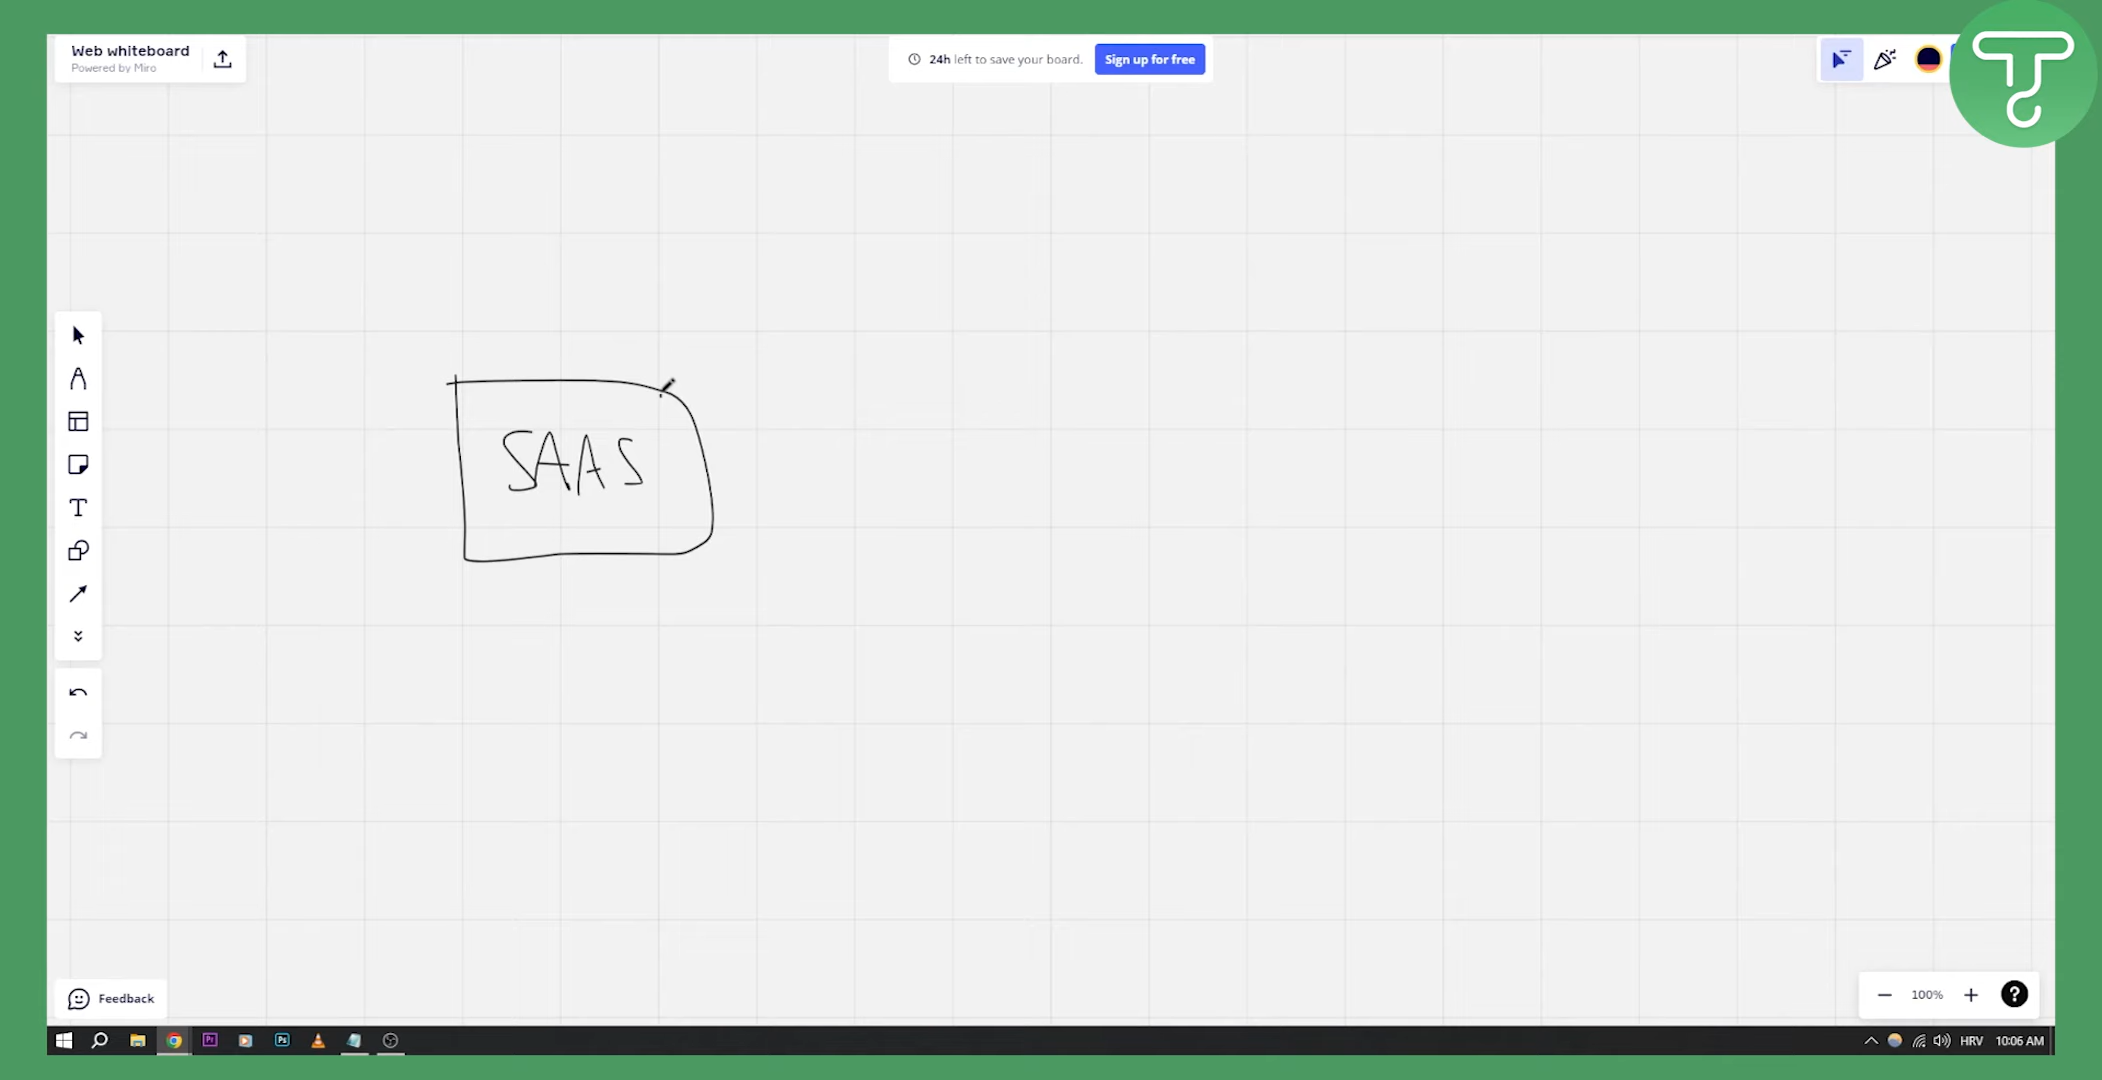 Web whiteboard
Powered by Miro
24h left to save your board.
Sign up for free
SAAS
Feedback
100%
HRV 10:06 AM